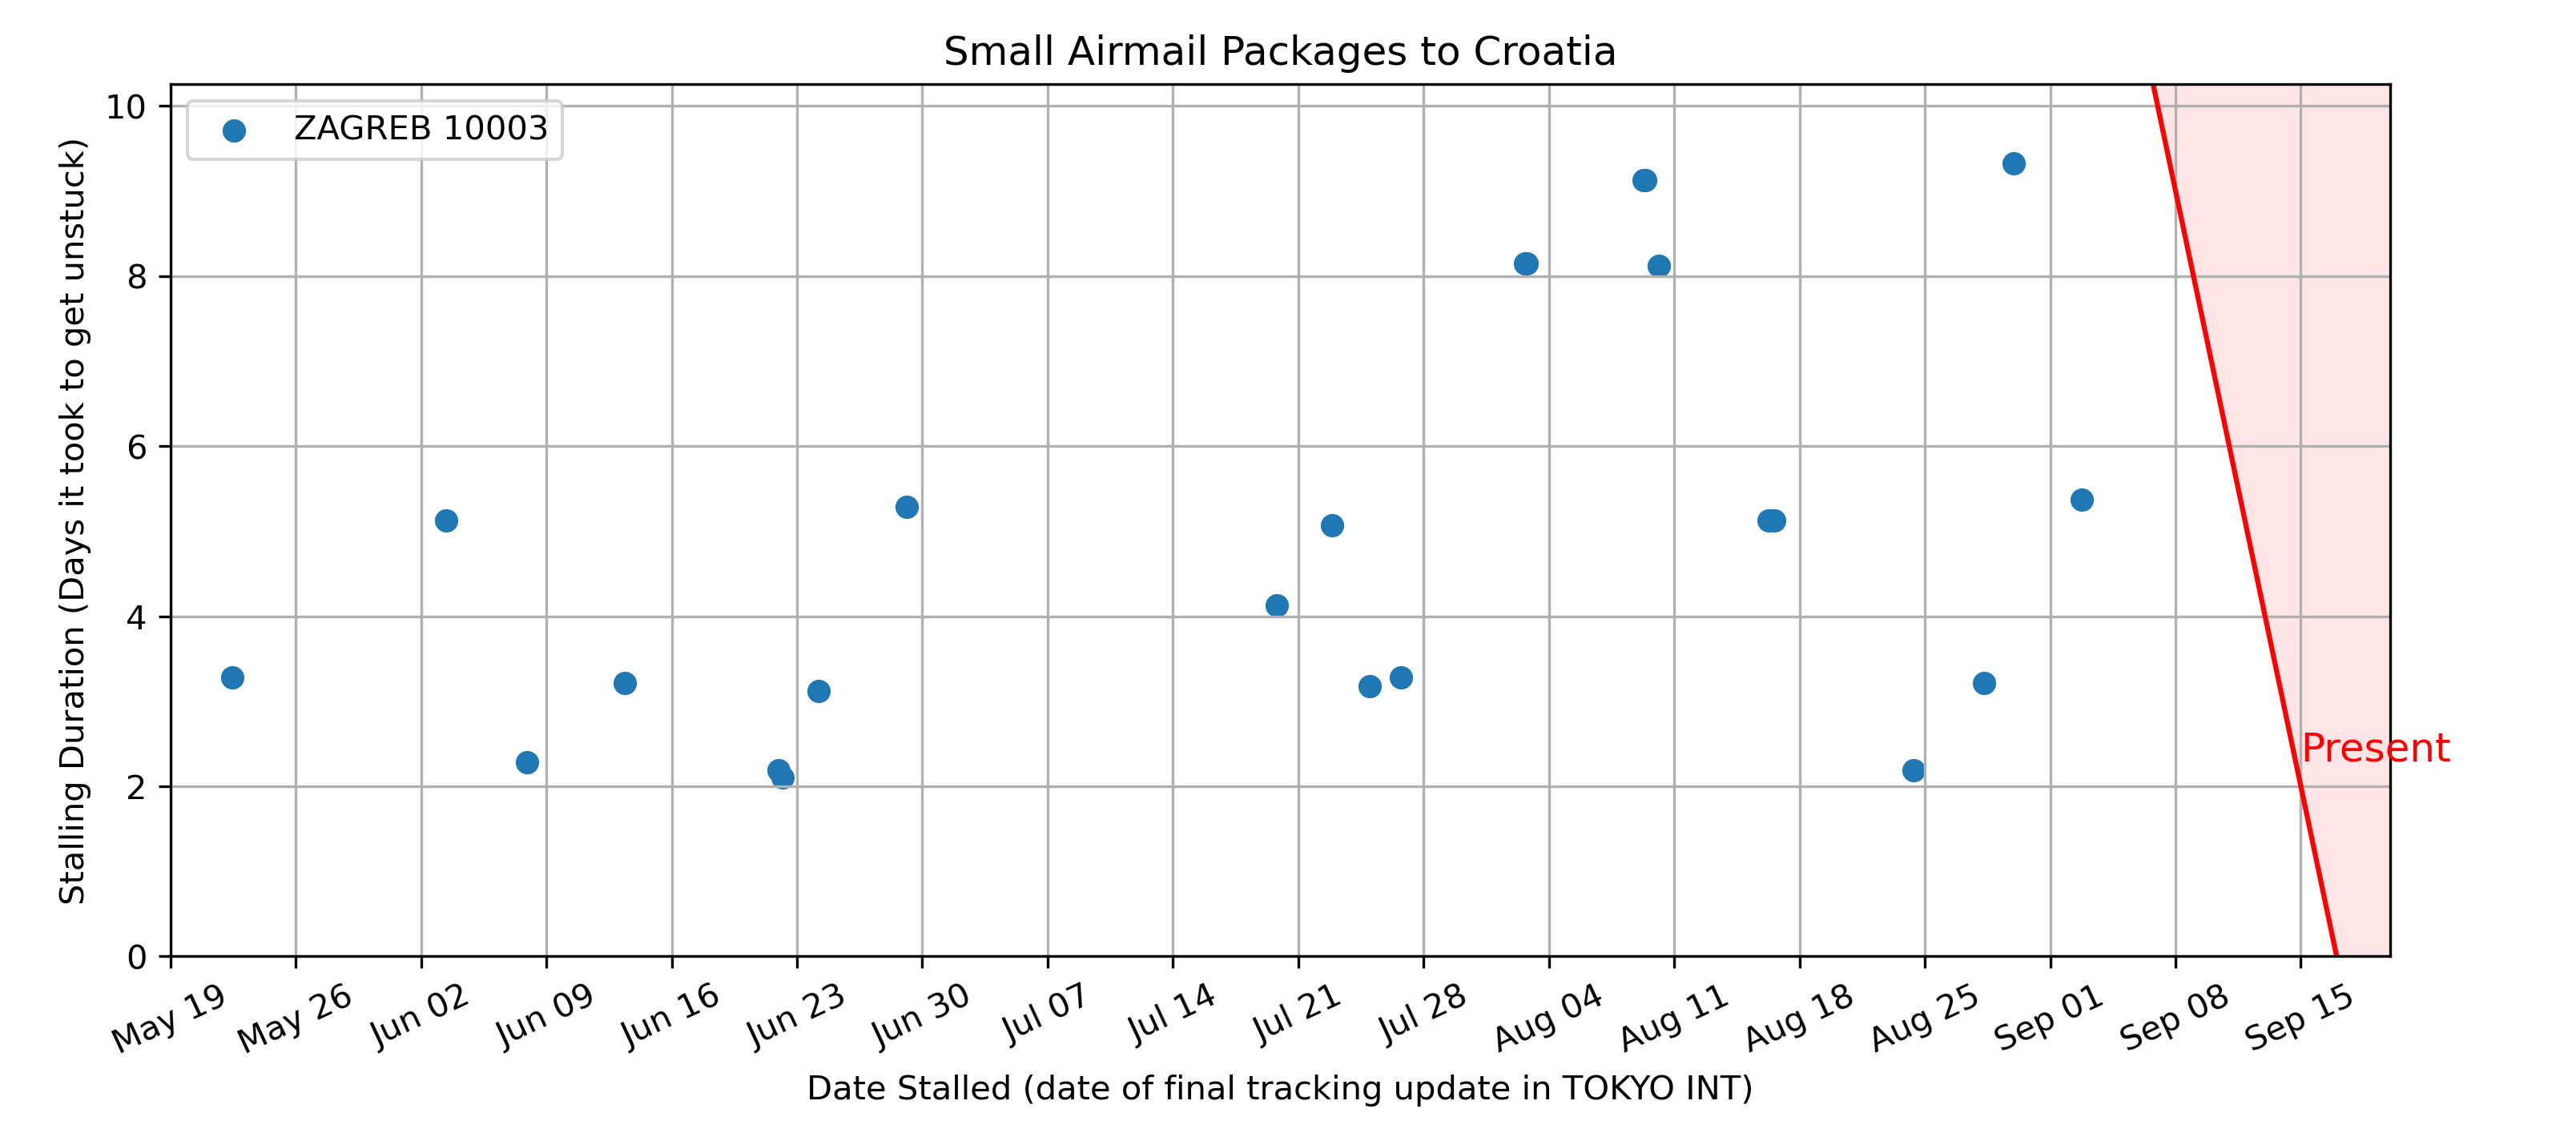 Small Airmail Packages to Croatia
ZAGREB 10003
Stalling Duration (Days it took to get unstuck)
10
8
6
4
2
0
Present
May 19
May 26
Jun 02
Jun 09
Jun 16
Jun 23
Jun 30
Jul 07
Jul 14
Jul 21
Jul 28
Aug 04
Aug 11
Aug 18
Aug 25
Sep 01
Sep 08
Sep 15
Date Stalled (date of final tracking update in TOKYO INT)